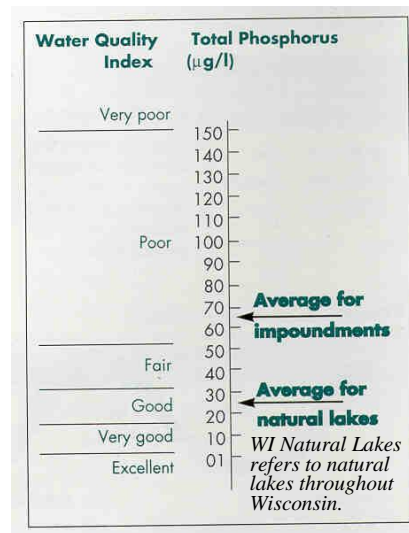 Water Quality Index
Total Phosphorus (µg/l)
Very poor
150
140
130
120
110
Poor
100
90
80
70
Average for impoundments
60
50
Fair
40
30
Average for natural lakes
Good
20
Very good
10
01
Excellent
WI Natural Lakes
refers to natural
lakes throughout
Wisconsin.